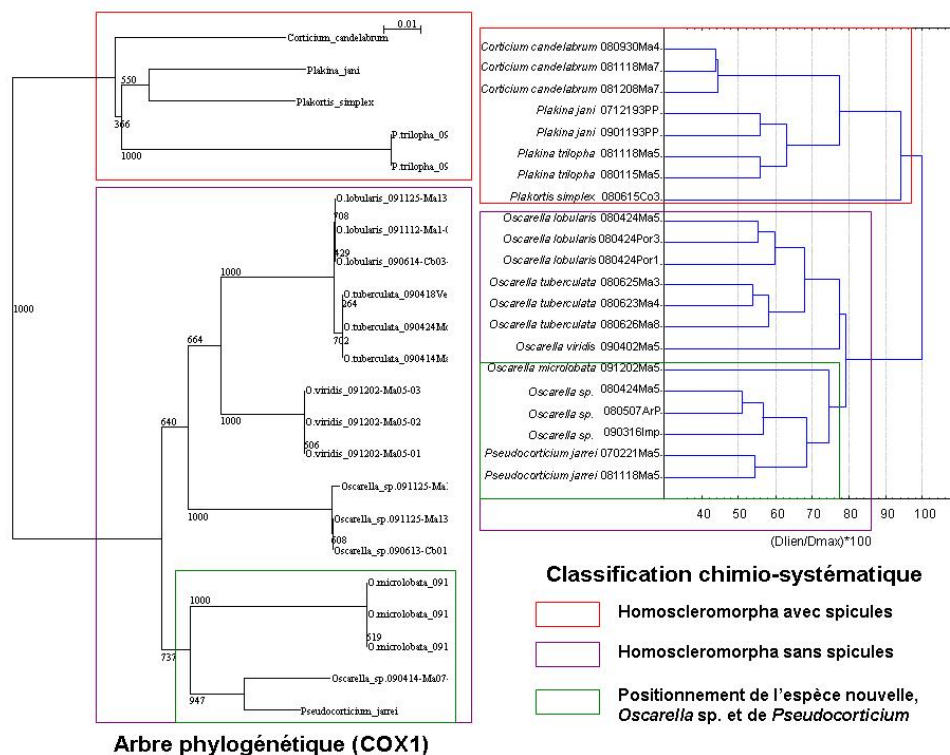 0.01
Corticium_candelabrum
Plakina_jani
550
Plakortis_simplex
366
P.trilopha_09
1000
P.trilopha_09
O.lobularis_091125-Ma13
708
O.lobularis_091112-Ma1-0
429
O.lobularis_090614-Cb03-
1000
O.tuberculata_090418Ve
264
O.tuberculata_090424Mc
702
O.tuberculata_090414Ma
1000
664
O.viridis_091202-Ma05-03
1000
O.viridis_091202-Ma05-02
606
O.viridis_091202-Ma05-01
640
Oscarella_sp.091125-Ma1
1000
Oscarella_sp.091125-Ma13
608
Oscarella_sp.090613-Cb01
O.microlobata_091
1000
O.microlobata_091
519
O.microlobata_091
737
Oscarella_sp.090414-Ma07-
947
Pseudocorticium_jarrei
Arbre phylogénétique (COX1)
Corticium candelabrum 080930Ma4
Corticium candelabrum 081118Ma7
Corticium candelabrum 081208Ma7
Plakina jani 0712193PP
Plakina jani 0901193PP
Plakina trilopha 081118Ma5
Plakina trilopha 080115Ma5
Plakortis simplex 080615Co3
Oscarella lobularis 080424Ma5
Oscarella lobularis 080424Por3
Oscarella lobularis 080424Por1
Oscarella tuberculata 080625Ma3
Oscarella tuberculata 080623Ma4
Oscarella tuberculata 080626Ma8
Oscarella viridis 090402Ma5
Oscarella microlobata 091202Ma5
Oscarella sp. 080424Ma5
Oscarella sp. 080507ArP
Oscarella sp. 090316Imp
Pseudocorticium jarrei 070221Ma5
Pseudocorticium jarrei 081118Ma5
40 50 60 70 80 90 100
(Dlien/Dmax)*100
Classification chimio-systématique
Homoscleromorpha avec spicules
Homoscleromorpha sans spicules
Positionnement de l'espèce nouvelle,
Oscarella sp. et de Pseudocorticium